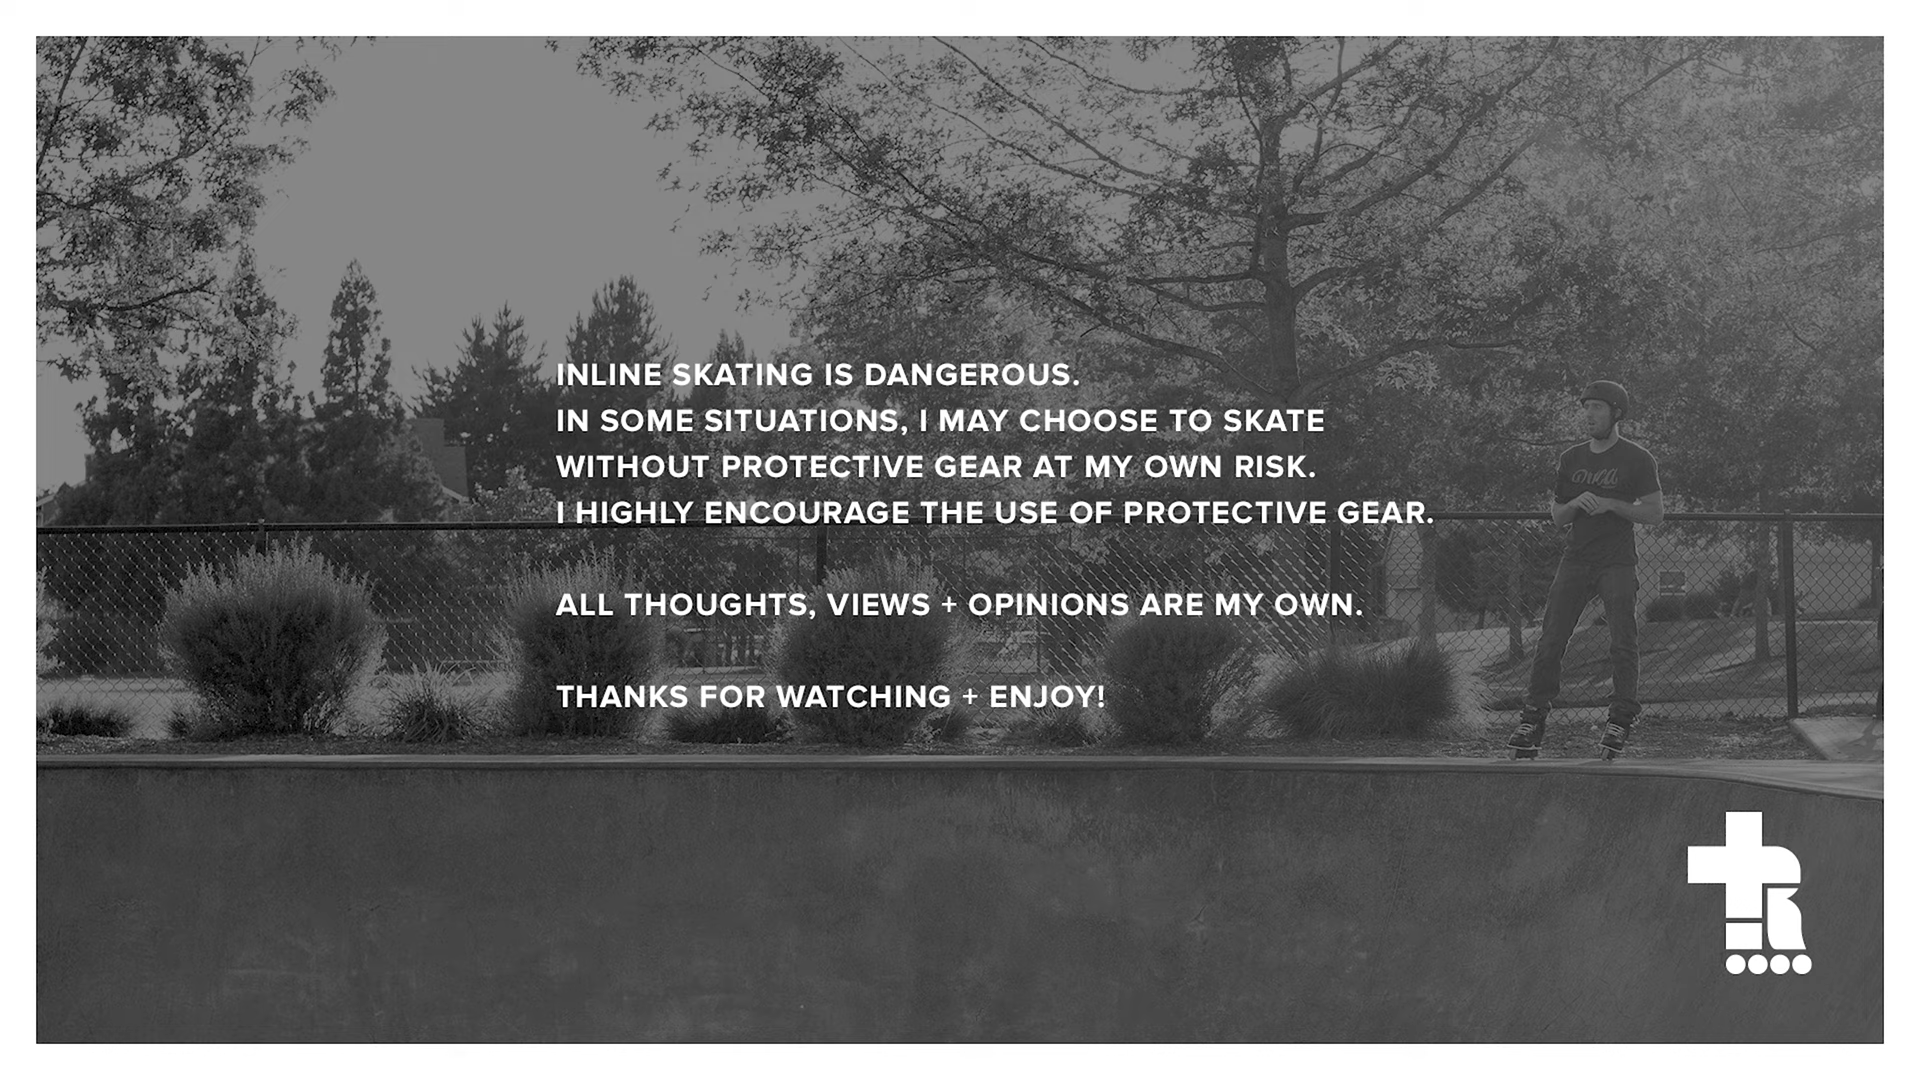 INLINE SKATING IS DANGEROUS.
IN SOME SITUATIONS, I MAY CHOOSE TO SKATE
WITHOUT PROTECTIVE GEAR AT MY OWN RISK.
I HIGHLY ENCOURAGE THE USE OF PROTECTIVE GEAR.
ALL THOUGHTS, VIEWS + OPINIONS ARE MY OWN.
THANKS FOR WATCHING + ENJOY!